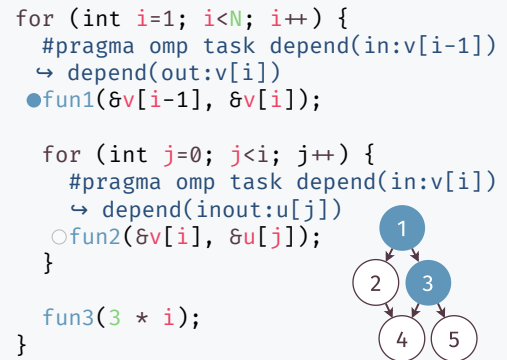 for (int i=1; i<N; i++) {
#pragma omp task depend(in:v[i-1])
↪ depend(out:v[i])
fun1(&v[i-1], &v[i]);
for (int j=0; j<i; j++) {
#pragma omp task depend(in:v[i])
↪ depend(inout:u[j])
fun2(&v[i], &u[j]);
}
fun3(3 * i);
}
1
2 3
4 5